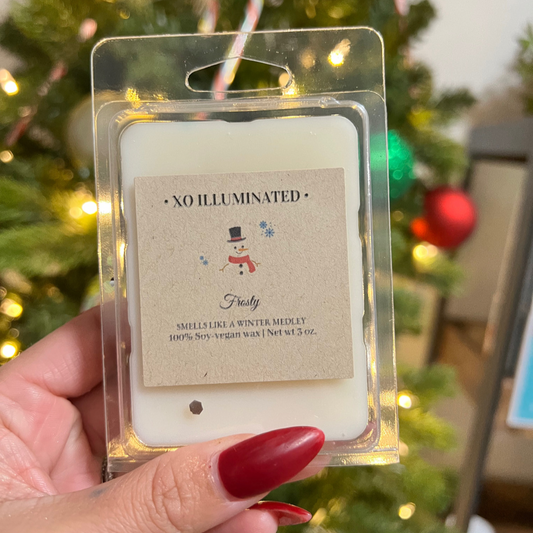 • XO ILLUMINATED •
Frosty
SMELLS LIKE A WINTER MEDLEY
100% Soy-vegan wax | Net wt 3 oz.